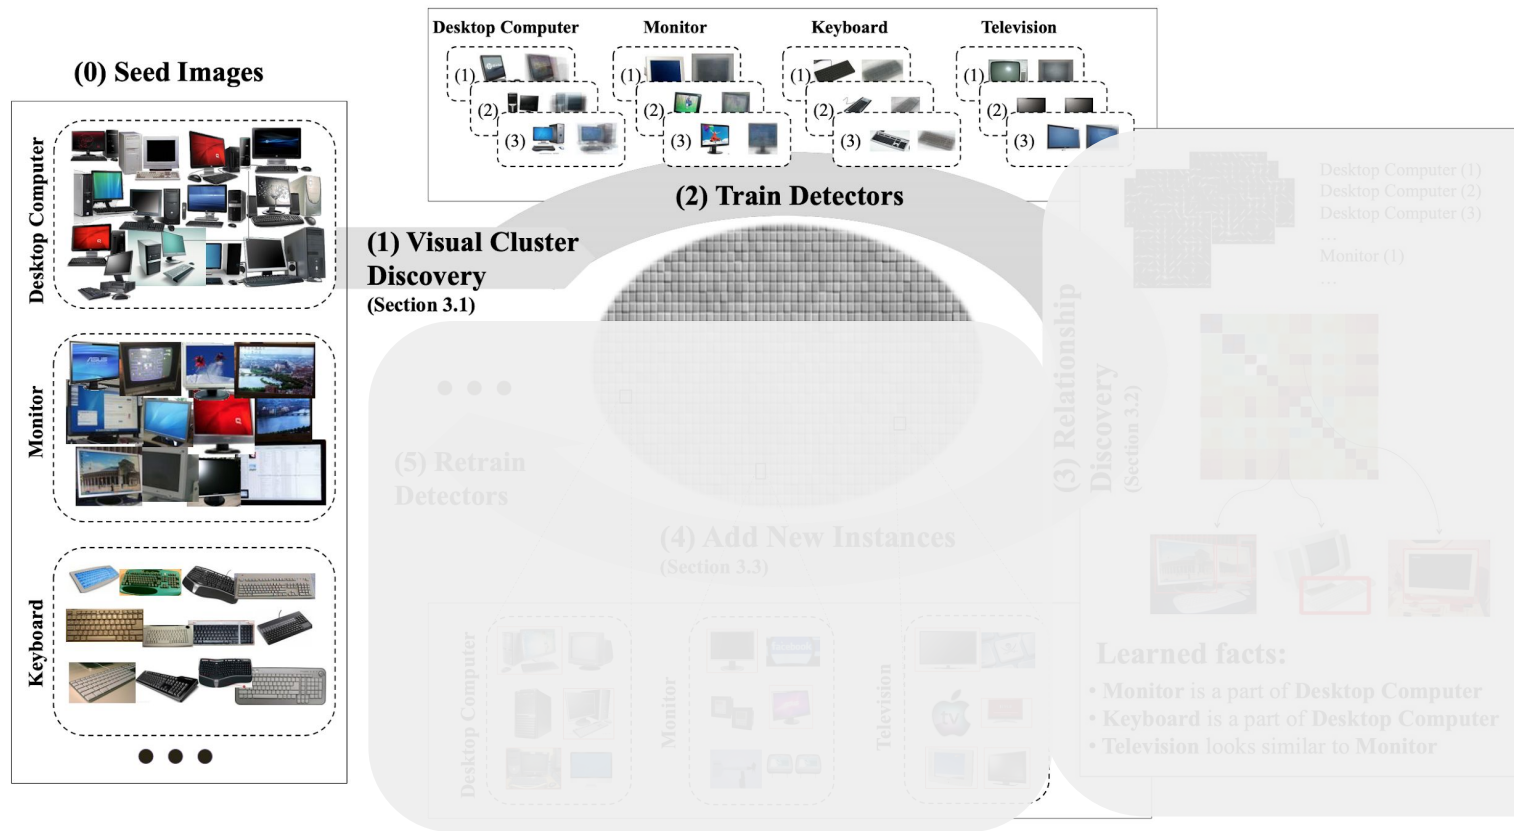 (0) Seed Images
Desktop Computer
Monitor
Keyboard
Desktop Computer
(1)
(2)
(3)
Monitor
(1)
(2)
(3)
Keyboard
(1)
(2)
(3)
Television
(1)
(2)
(3)
(1) Visual Cluster
Discovery
(Section 3.1)
(2) Train Detectors
(3) Relationship
Discovery
(Section 3.2)
Desktop Computer (1)
Desktop Computer (2)
Desktop Computer (3)
...
Monitor (1)
...
(5) Retrain
Detectors
(4) Add New Instances
(Section 3.3)
Desktop Computer
Monitor
Television
Learned facts:
• Monitor is a part of Desktop Computer
• Keyboard is a part of Desktop Computer
• Television looks similar to Monitor